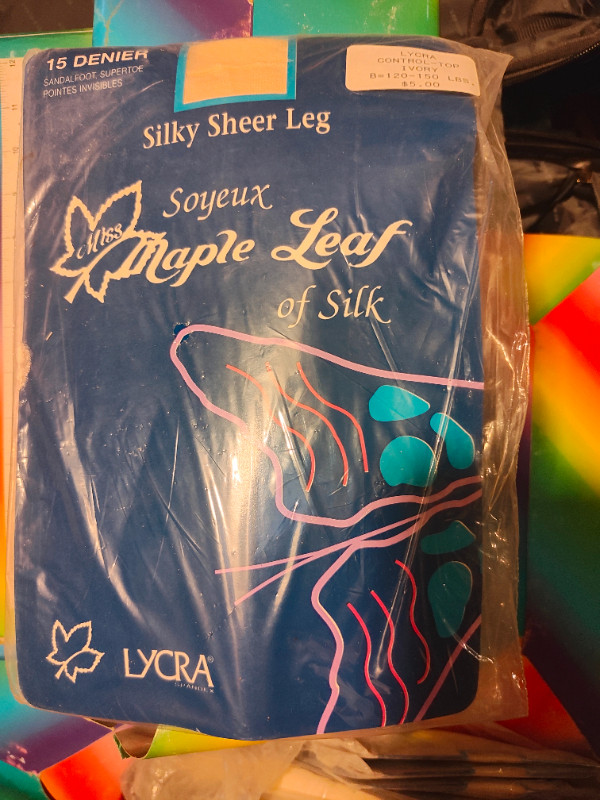 15 DENIER
SANDALFOOT, SUPERTOE
POINTES INVISIBLES
LYCRA
CONTROL-TOP
IVORY
B=120-150 LBS.
$5.00
Silky Sheer Leg
Soyeux
Miss
Maple Leaf
of Silk
LYCRA®
SPANDEX